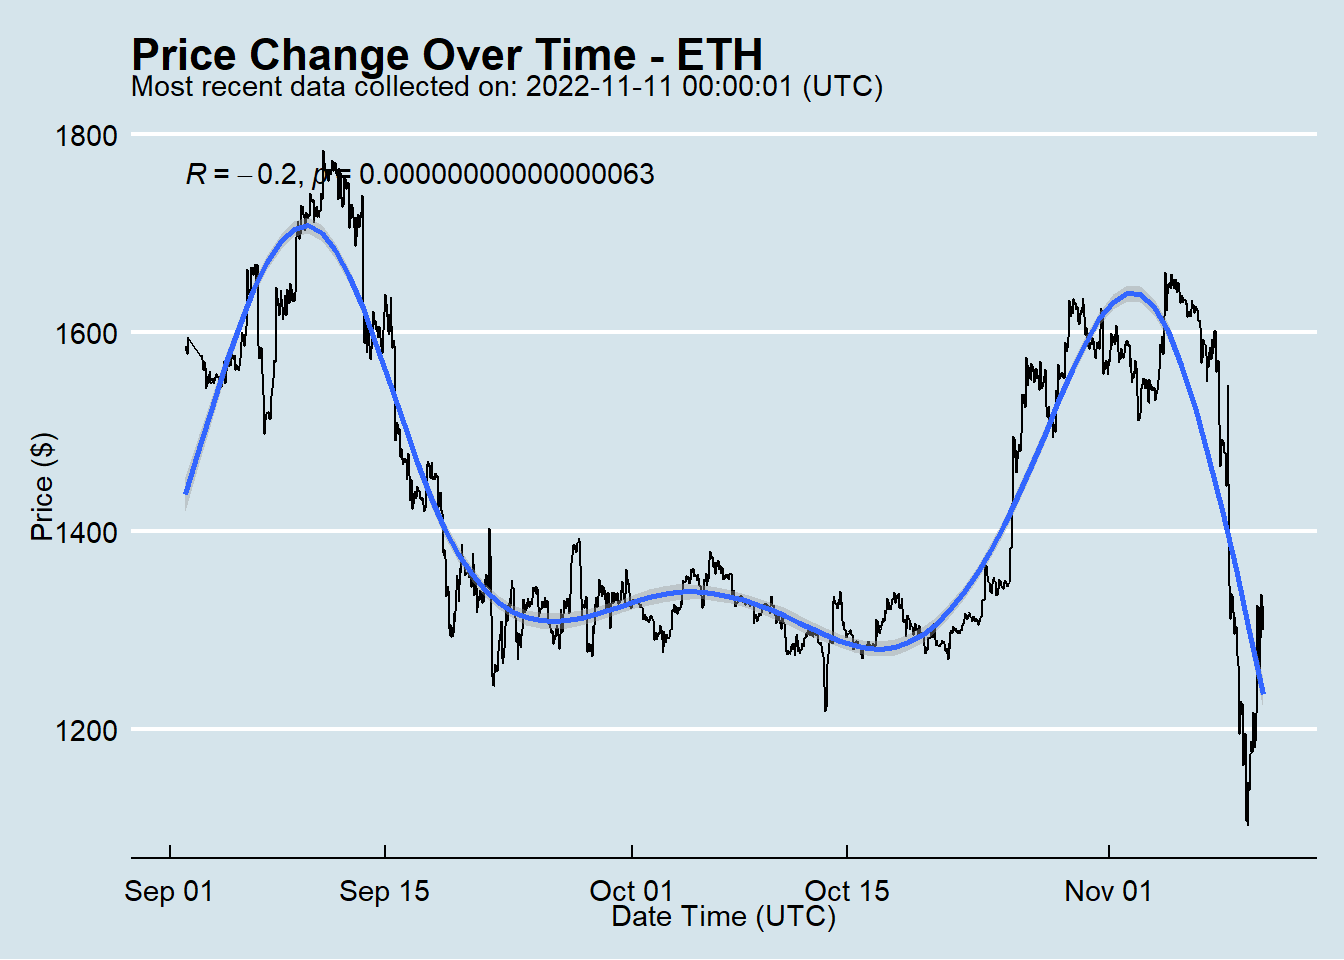 Price Change Over Time - ETH
Most recent data collected on: 2022-11-11 00:00:01 (UTC)
R = −0.2, p = 0.00000000000000063
1800
1600
1400
1200
Price ($)
Sep 01 Sep 15 Oct 01 Oct 15 Nov 01
Date Time (UTC)